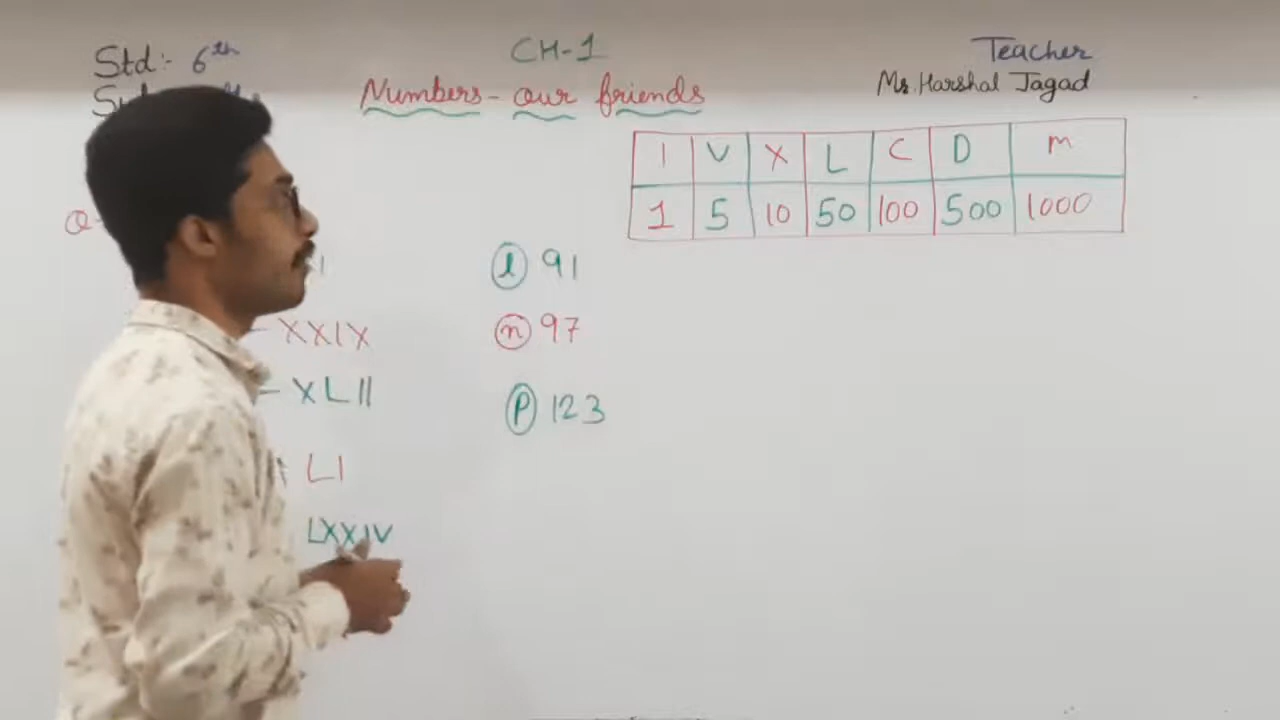 Std:- 6th
CH-1
Teacher
Numbers - our friends
Mr. Harshal Jagad
I V X L C D M
1 5 10 50 100 500 1000
Q-
I
l 91
- XXIX
n 97
- XLII
p 123
LI
LXXIV